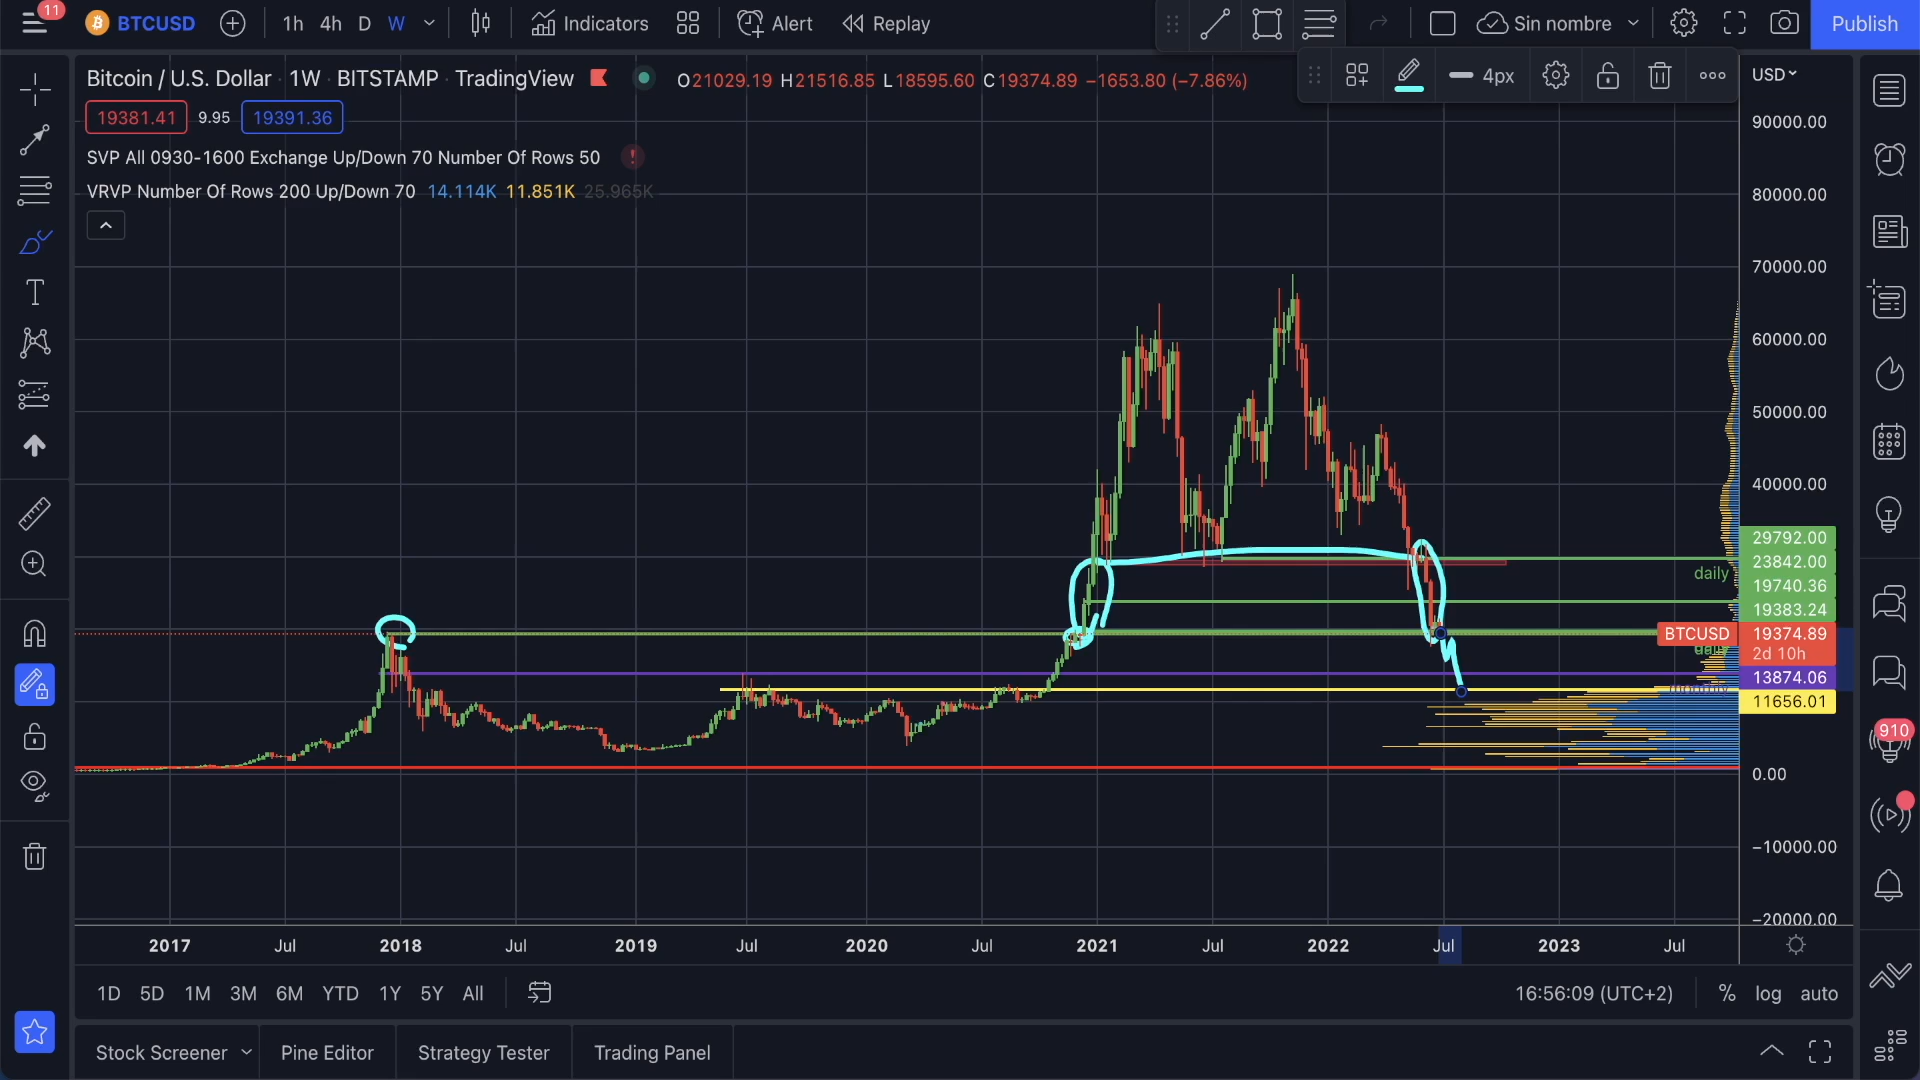 11
BTCUSD
1h 4h D W
Indicators
Alert
Replay
Sin nombre
Publish
Bitcoin / U.S. Dollar · 1W · BITSTAMP · TradingView
O21029.19 H21516.85 L18595.60 C19374.89 −1653.80 (−7.86%)
4px
USD
19381.41 9.95 19391.36
SVP All 0930-1600 Exchange Up/Down 70 Number Of Rows 50
VRVP Number Of Rows 200 Up/Down 70 14.114K 11.851K 25.965K
90000.00
80000.00
70000.00
60000.00
50000.00
40000.00
29792.00
23842.00
daily
19740.36
19383.24
BTCUSD 19374.89
2d 10h
daily
13874.06
monthly
11656.01
910
0.00
−10000.00
−20000.00
2017 Jul 2018 Jul 2019 Jul 2020 Jul 2021 Jul 2022 Jul 2023 Jul
1D 5D 1M 3M 6M YTD 1Y 5Y All
16:56:09 (UTC+2) % log auto
Stock Screener Pine Editor Strategy Tester Trading Panel